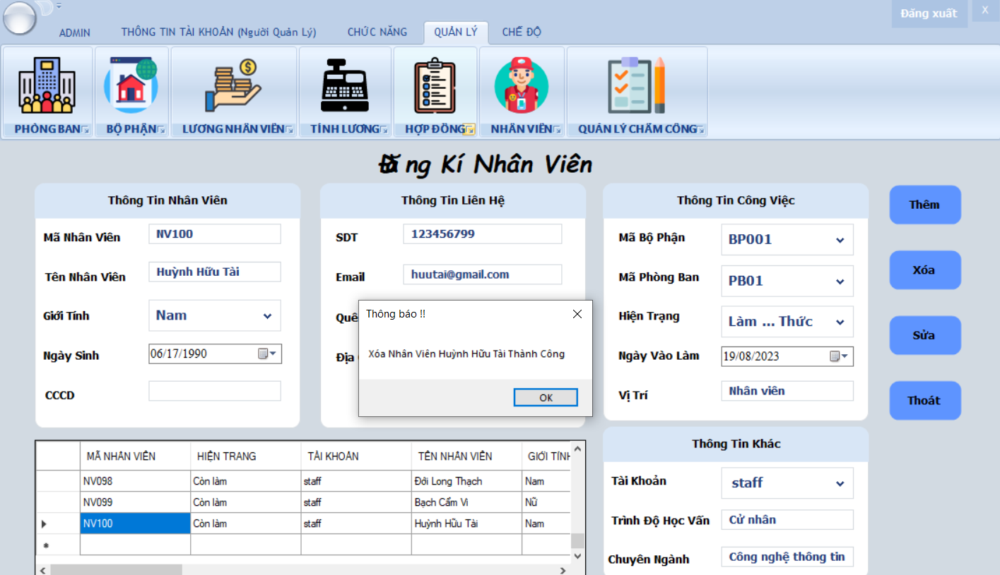 Đăng xuất X
ADMIN THÔNG TIN TÀI KHOẢN (Người Quản Lý) CHỨC NĂNG QUẢN LÝ CHẾ ĐỘ
PHÒNG BAN BỘ PHẬN LƯƠNG NHÂN VIÊN TÍNH LƯƠNG HỢP ĐỒNG NHÂN VIÊN QUẢN LÝ CHẤM CÔNG
Đăng Kí Nhân Viên
Thông Tin Nhân Viên Thông Tin Liên Hệ Thông Tin Công Việc
Thêm
Mã Nhân Viên NV100 SDT 123456799 Mã Bộ Phận BP001
Xóa
Tên Nhân Viên Huỳnh Hữu Tài Email huutai@gmail.com Mã Phòng Ban PB01
Giới Tính Nam Quê Hiện Trạng Làm ... Thức
Thông báo !!
Sửa
Ngày Sinh 06/17/1990 Địa Ngày Vào Làm 19/08/2023
Xóa Nhân Viên Huỳnh Hữu Tài Thành Công
CCCD Vị Trí Nhân viên
OK
Thoát
Thông Tin Khác
MÃ NHÂN VIÊN HIỆN TRANG TÀI KHOẢN TÊN NHÂN VIÊN GIỚI TÍNH
NV098 Còn làm staff Đới Long Thạch Nam
NV099 Còn làm staff Bạch Cẩm Vi Nữ
NV100 Còn làm staff Huỳnh Hữu Tài Nam
Tài Khoản staff
Trình Độ Học Vấn Cử nhân
Chuyên Ngành Công nghệ thông tin